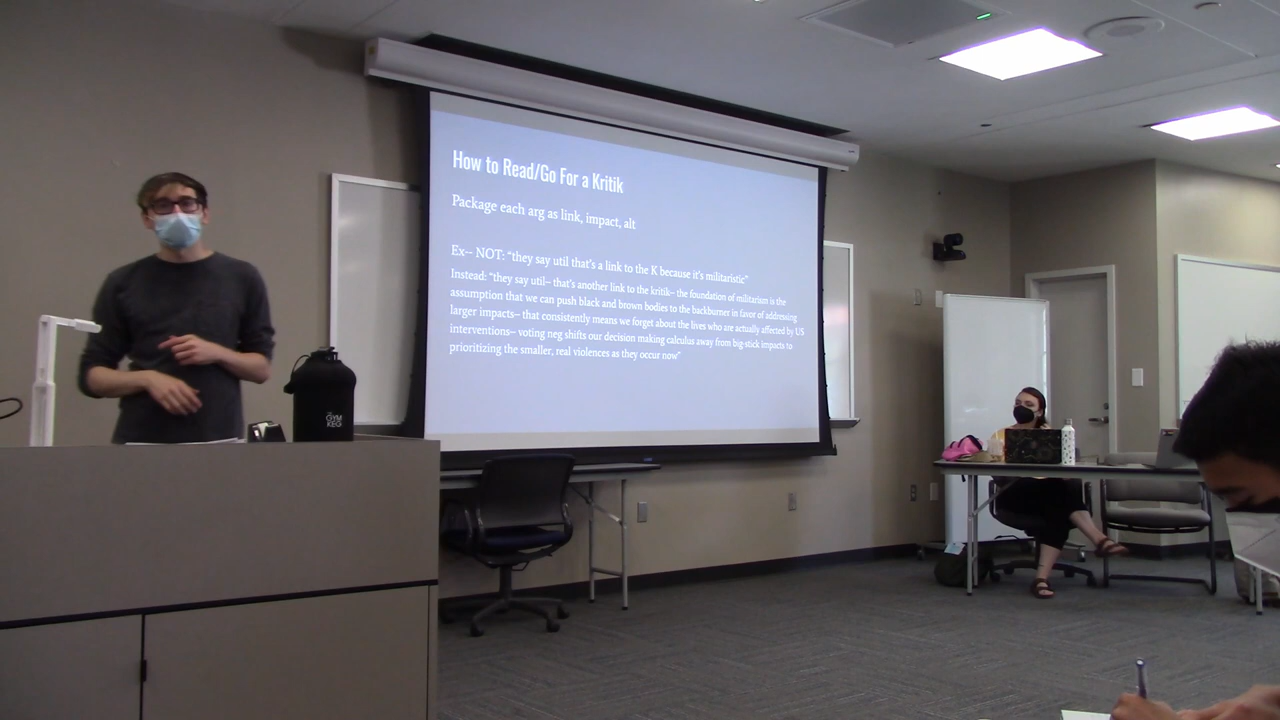 How to Read/Go For a Kritik
Package each arg as link, impact, alt
Ex-- NOT: “they say util that’s a link to the K because it’s militaristic”
Instead: “they say util-- that’s another link to the kritik-- the foundation of militarism is the
assumption that we can push black and brown bodies to the backburner in favor of addressing
larger impacts-- that consistently means we forget about the lives who are actually affected by US
interventions-- voting neg shifts our decision making calculus away from big-stick impacts to
prioritizing the smaller, real violences as they occur now”
THE
GYM
KEG